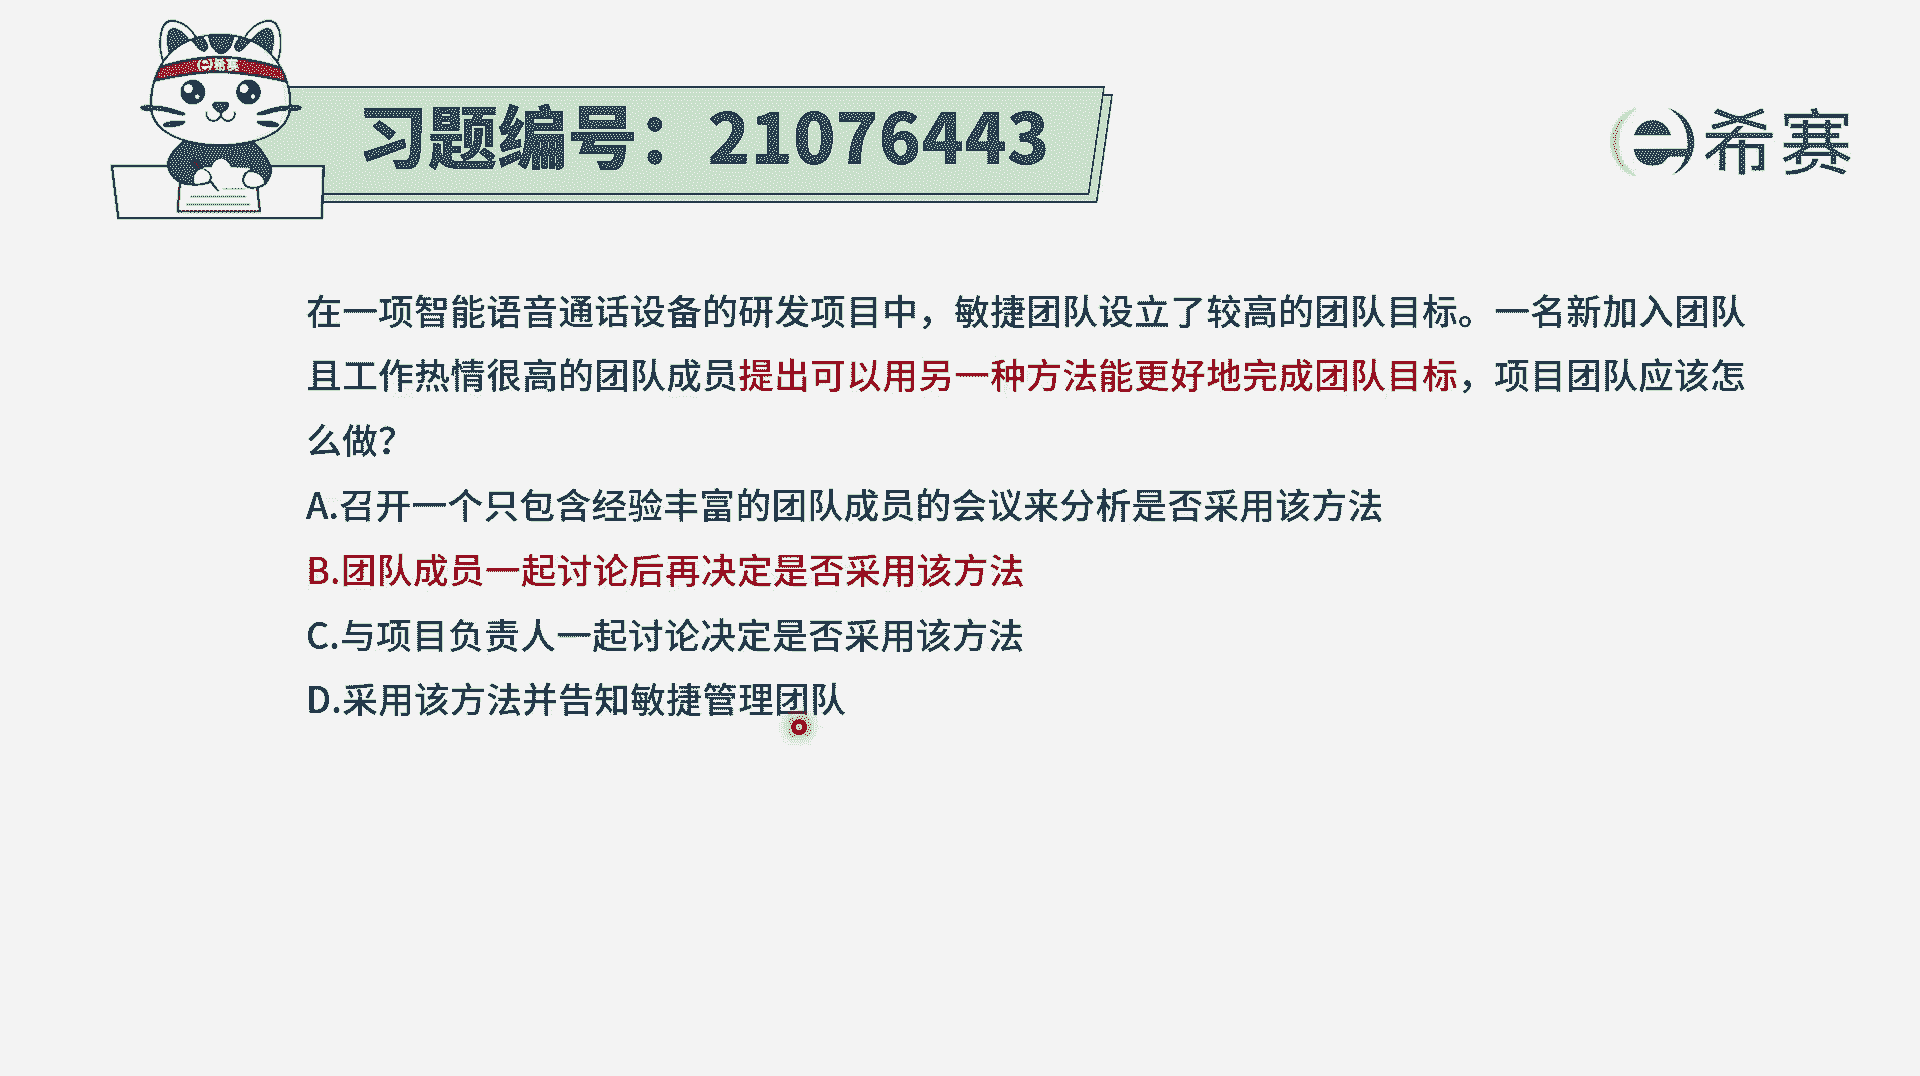 希赛
习题编号：21076443
希赛
在一项智能语音通话设备的研发项目中，敏捷团队设立了较高的团队目标。一名新加入团队
且工作热情很高的团队成员提出可以用另一种方法能更好地完成团队目标，项目团队应该怎
么做？
A.召开一个只包含经验丰富的团队成员的会议来分析是否采用该方法
B.团队成员一起讨论后再决定是否采用该方法
C.与项目负责人一起讨论决定是否采用该方法
D.采用该方法并告知敏捷管理团队